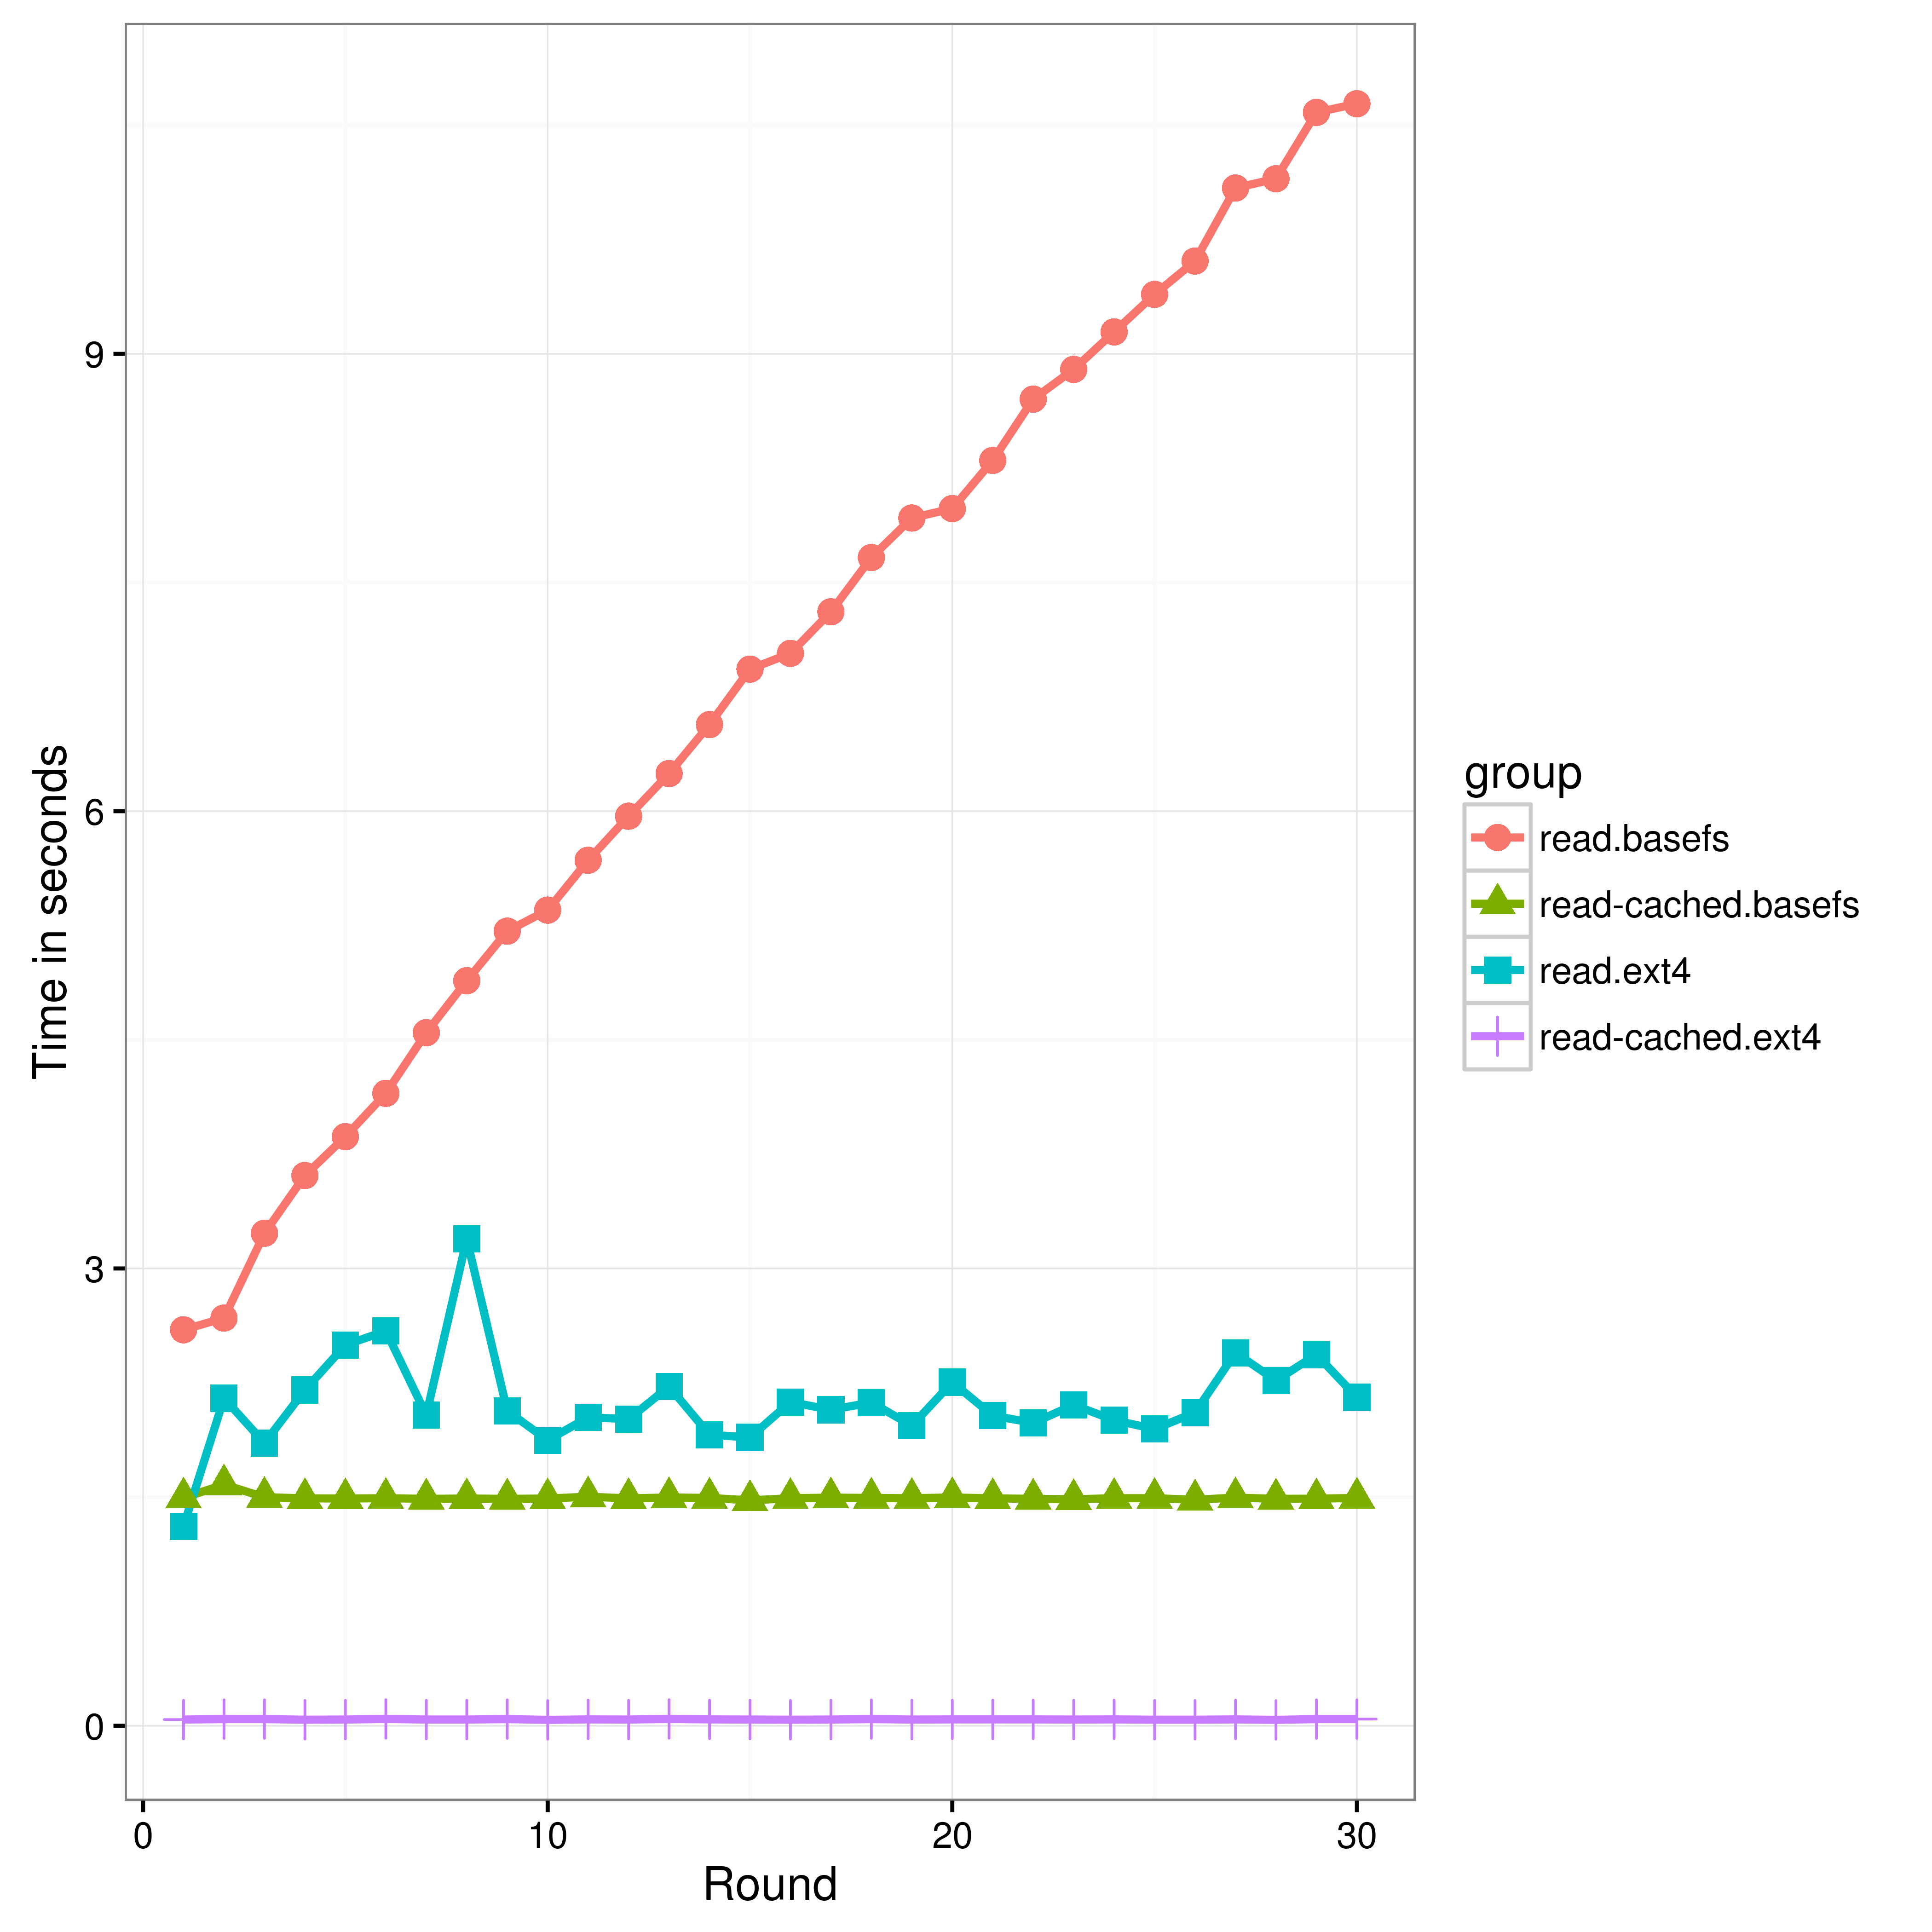 Time in seconds
9
6
3
0
0
10
20
30
Round
group
read.basefs
read-cached.basefs
read.ext4
read-cached.ext4